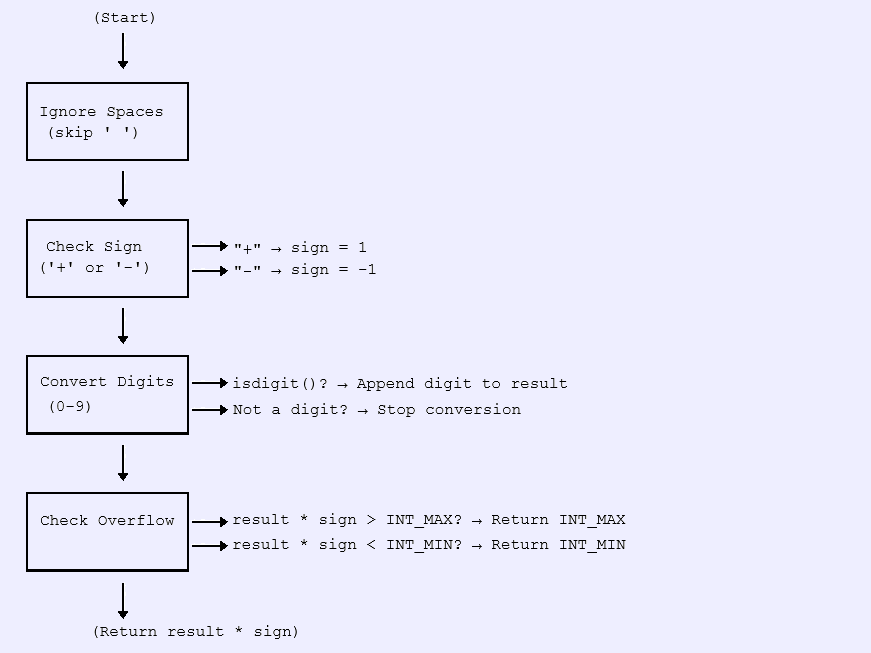 (Start)
Ignore Spaces
(skip ' ')
Check Sign
('+' or '-')
"+" → sign = 1
"-" → sign = -1
Convert Digits
(0-9)
isdigit()? → Append digit to result
Not a digit? → Stop conversion
Check Overflow
result * sign > INT_MAX? → Return INT_MAX
result * sign < INT_MIN? → Return INT_MIN
(Return result * sign)